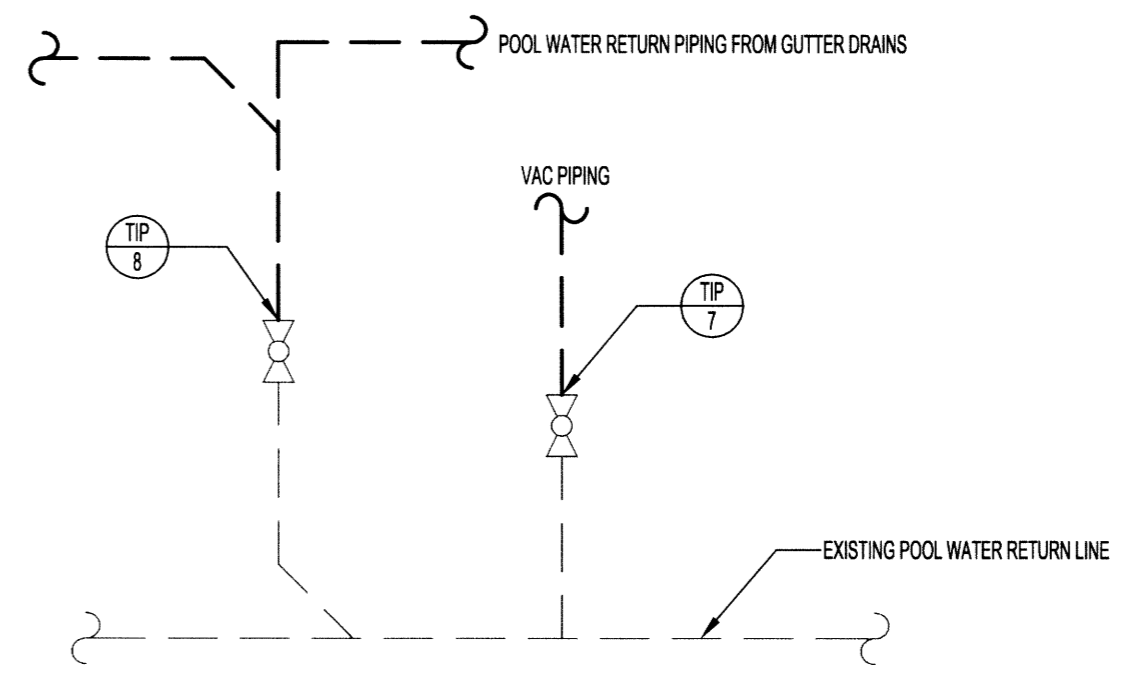 POOL WATER RETURN PIPING FROM GUTTER DRAINS
VAC PIPING
TIP
8
TIP
7
EXISTING POOL WATER RETURN LINE